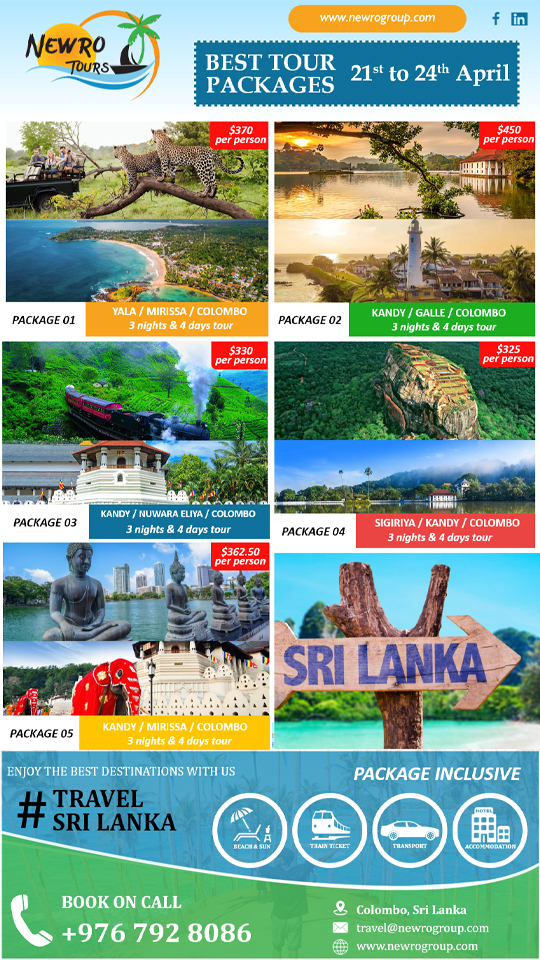 NEWRO
TOURS
www.newrogroup.com
BEST TOUR
PACKAGES
21st to 24th April
$370
per person
$450
per person
PACKAGE 01
YALA / MIRISSA / COLOMBO
3 nights & 4 days tour
PACKAGE 02
KANDY / GALLE / COLOMBO
3 nights & 4 days tour
$330
per person
$325
per person
PACKAGE 03
KANDY / NUWARA ELIYA / COLOMBO
3 nights & 4 days tour
PACKAGE 04
SIGIRIYA / KANDY / COLOMBO
3 nights & 4 days tour
$362.50
per person
SRI LANKA
PACKAGE 05
KANDY / MIRISSA / COLOMBO
3 nights & 4 days tour
ENJOY THE BEST DESTINATIONS WITH US
# TRAVEL
SRI LANKA
PACKAGE INCLUSIVE
BEACH & SUN
TRAIN TICKET
TRANSPORT
HOTEL
ACCOMMODATION
BOOK ON CALL
+976 792 8086
Colombo, Sri Lanka
travel@newrogroup.com
www.newrogroup.com